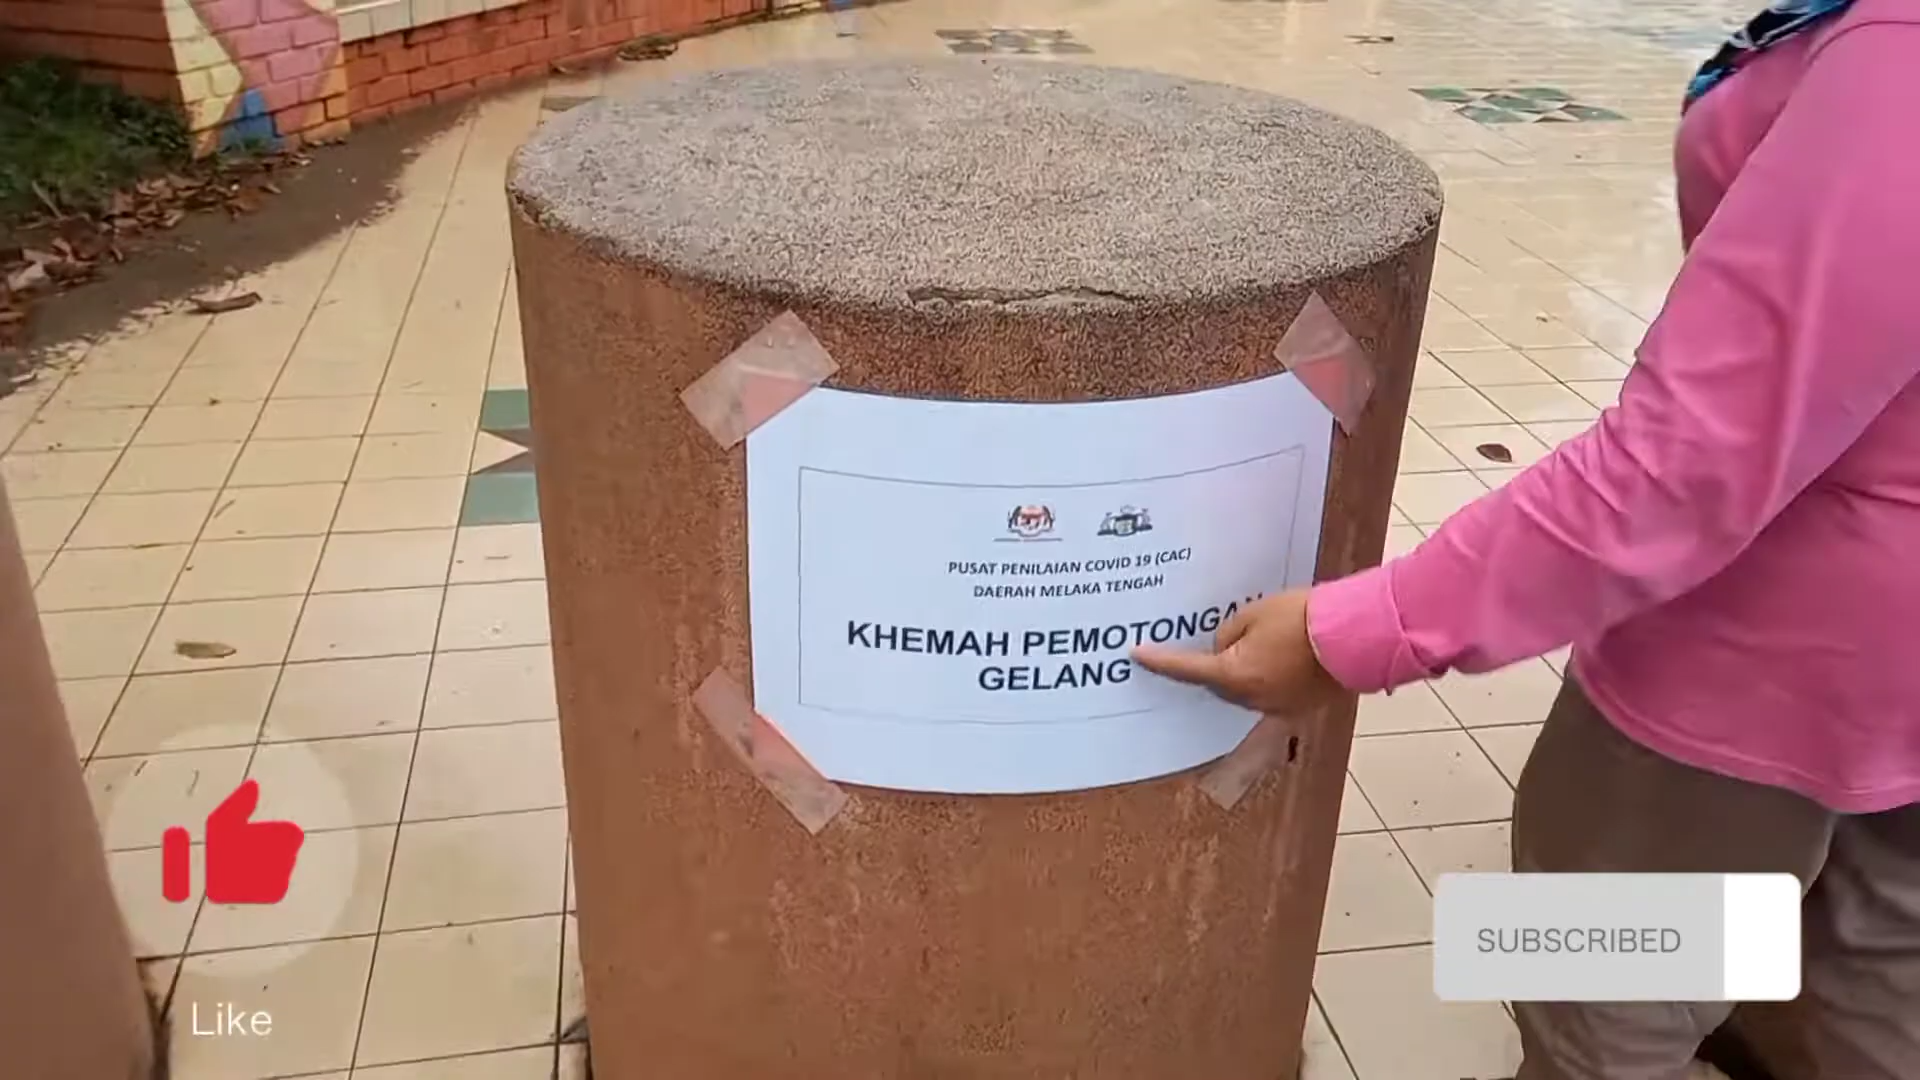 PUSAT PENILAIAN COVID 19 (CAC)
DAERAH MELAKA TENGAH
KHEMAH PEMOTONGAN
GELANG
Like
SUBSCRIBED